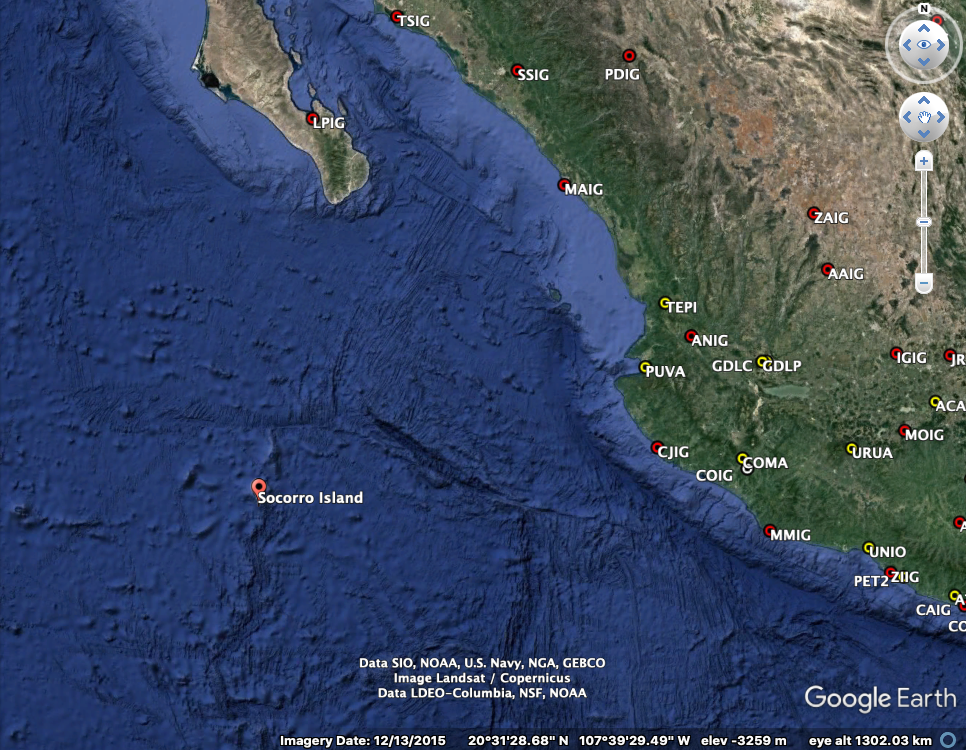 N
TSIG
SSIG
PDIG
LPIG
MAIG
ZAIG
AAIG
TEPI
ANIG
GDLC GDLP
IGIG
JR
PUVA
ACA
MOIG
CJIG
URUA
COMA
COIG
Socorro Island
A
MMIG
UNIO
ZIIG
PET2
A
CAIG
CO
Data SIO, NOAA, U.S. Navy, NGA, GEBCO
Image Landsat / Copernicus
Data LDEO-Columbia, NSF, NOAA
Google Earth
Imagery Date: 12/13/2015 20°31'28.68" N 107°39'29.49" W elev -3259 m eye alt 1302.03 km